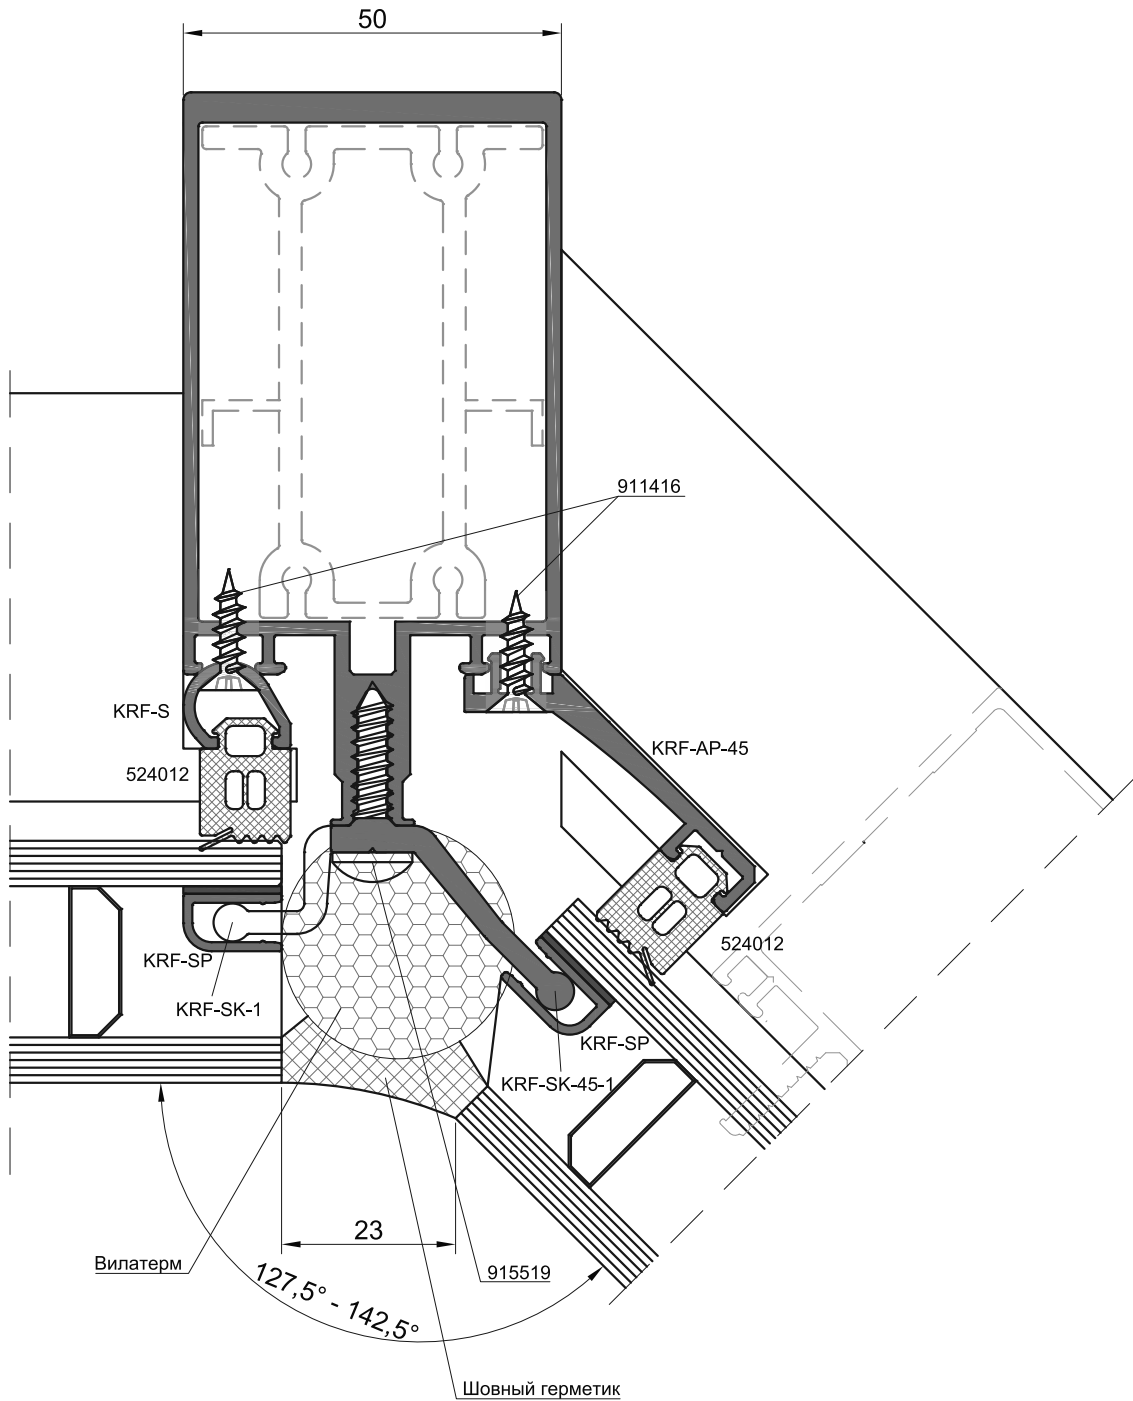 50
911416
KRF-S
KRF-AP-45
524012
524012
KRF-SP
KRF-SK-1
KRF-SP
KRF-SK-45-1
23
Вилатерм
915519
127,5° - 142,5°
Шовный герметик